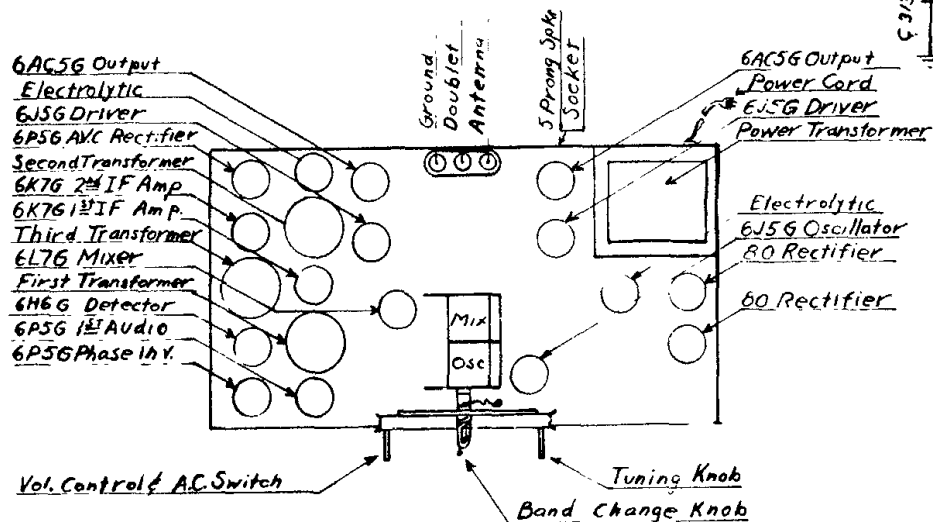 6AC5G Output
Electrolytic
6J5G Driver
6P5G AVC Rectifier
Second Transformer
6K7G 2nd IF Amp
6K7G 1st IF Amp.
Third Transformer
6L7G Mixer
First Transformer
6H6G Detector
6P5G 1st Audio
6P5G Phase Inv.
Ground
Doublet
Antenna
5 Prong Spkr
Socket
6AC5G Output
Power Cord
6J5G Driver
Power Transformer
Electrolytic
6J5G Oscillator
80 Rectifier
80 Rectifier
Mix
Osc
Vol. Control & A.C. Switch
Tuning Knob
Band Change Knob